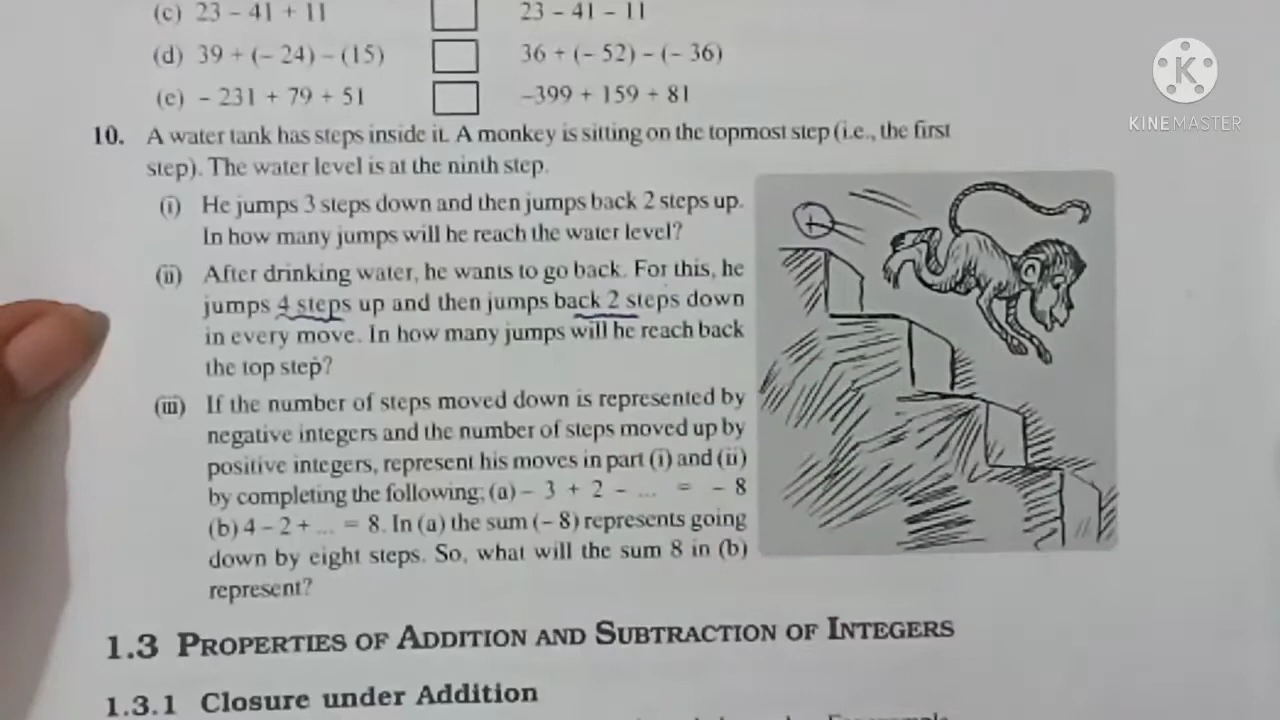 (c) 23 – 41 + 11 23 – 41 – 11
(d) 39 + (– 24) – (15) 36 + (– 52) – (– 36)
(e) – 231 + 79 + 51 –399 + 159 + 81
KINEMASTER
10. A water tank has steps inside it. A monkey is sitting on the topmost step (i.e., the first
step). The water level is at the ninth step.
(i) He jumps 3 steps down and then jumps back 2 steps up.
In how many jumps will he reach the water level?
(ii) After drinking water, he wants to go back. For this, he
jumps 4 steps up and then jumps back 2 steps down
in every move. In how many jumps will he reach back
the top step?
(iii) If the number of steps moved down is represented by
negative integers and the number of steps moved up by
positive integers, represent his moves in part (i) and (ii)
by completing the following; (a) – 3 + 2 – ... = – 8
(b) 4 – 2 + ... = 8. In (a) the sum (– 8) represents going
down by eight steps. So, what will the sum 8 in (b)
represent?
1.3 PROPERTIES OF ADDITION AND SUBTRACTION OF INTEGERS
1.3.1 Closure under Addition